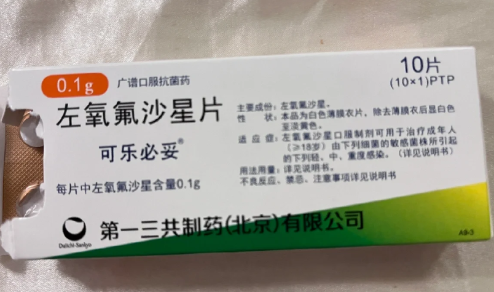 0.1g 广谱口服抗菌药
10片
(10×1)PTP
左氧氟沙星片
可乐必妥®
每片中左氧氟沙星含量0.1g
主要成份：左氧氟沙星。
性 状：本品为白色薄膜衣片，除去薄膜衣后显白色
至淡黄色。
适 应 症：左氧氟沙星口服制剂可用于治疗成年人
(≥18岁) 由下列细菌的敏感菌株所引起
的下列轻、中、重度感染。（详见说明书）
用法用量：详见说明书。
不良反应、禁忌、注意事项详见说明书
Daiichi-Sankyo
第一三共制药(北京)有限公司
AB-3